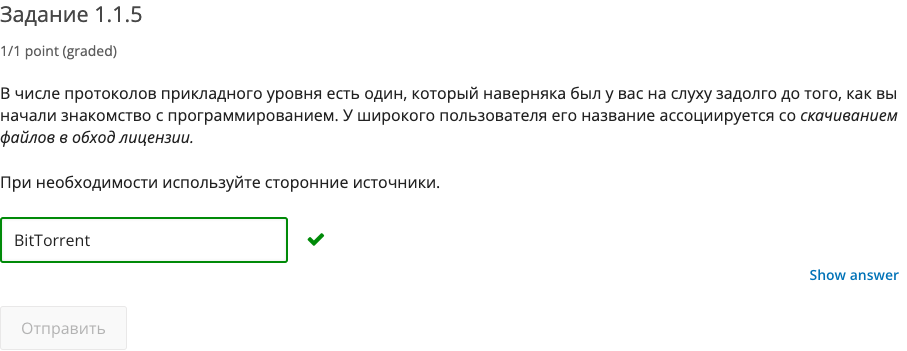 Задание 1.1.5
1/1 point (graded)
В числе протоколов прикладного уровня есть один, который наверняка был у вас на слуху задолго до того, как вы
начали знакомство с программированием. У широкого пользователя его название ассоциируется со скачиванием
файлов в обход лицензии.
При необходимости используйте сторонние источники.
BitTorrent
Show answer
Отправить